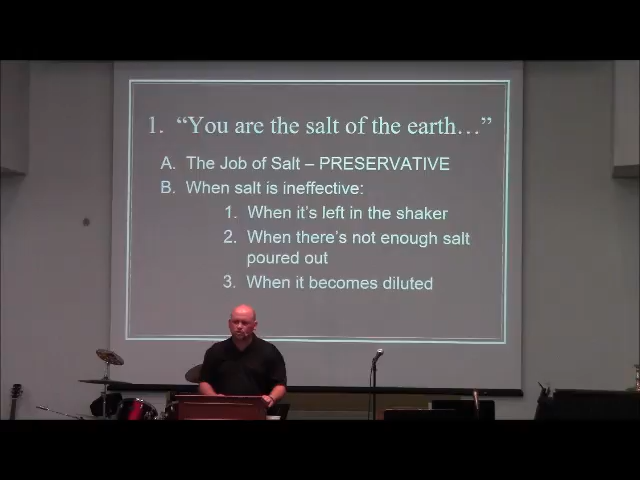 1. “You are the salt of the earth…”
A. The Job of Salt – PRESERVATIVE
B. When salt is ineffective:
1. When it’s left in the shaker
2. When there’s not enough salt
poured out
3. When it becomes diluted